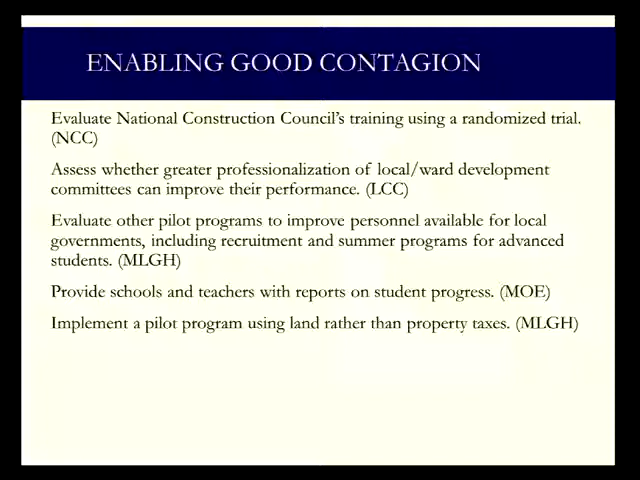 ENABLING GOOD CONTAGION
Evaluate National Construction Council's training using a randomized trial.
(NCC)
Assess whether greater professionalization of local/ward development
committees can improve their performance. (LCC)
Evaluate other pilot programs to improve personnel available for local
governments, including recruitment and summer programs for advanced
students. (MLGH)
Provide schools and teachers with reports on student progress. (MOE)
Implement a pilot program using land rather than property taxes. (MLGH)